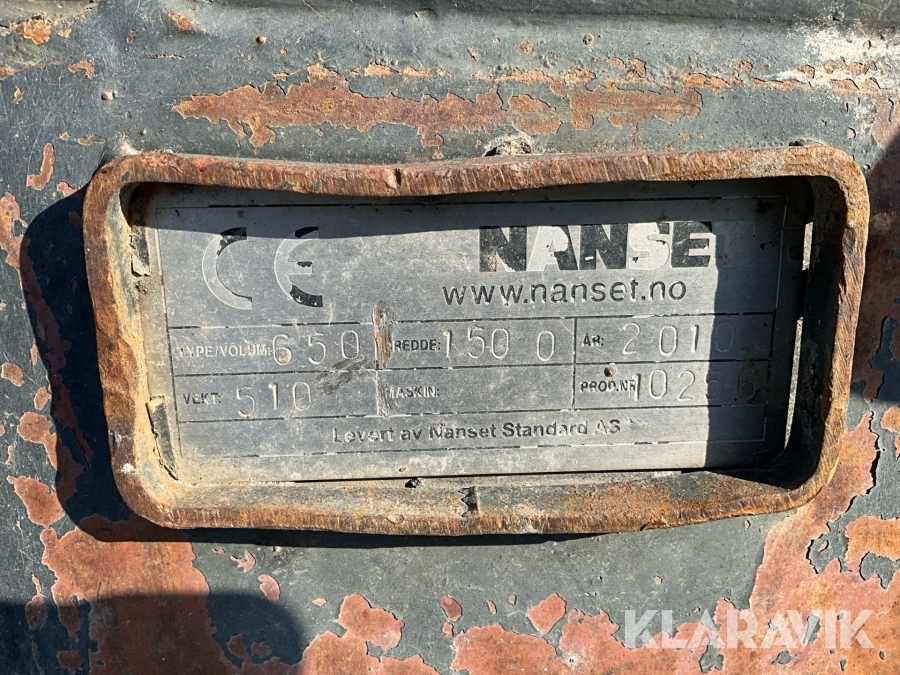 CE NANSE
www.nanset.no
TYPE/VOLUM: 650 BREDDE: 1500 ÅR: 2010
VEKT: 510 MASKIN: PROD.NR 10256
Levert av Nanset Standard AS
KLARAVIK